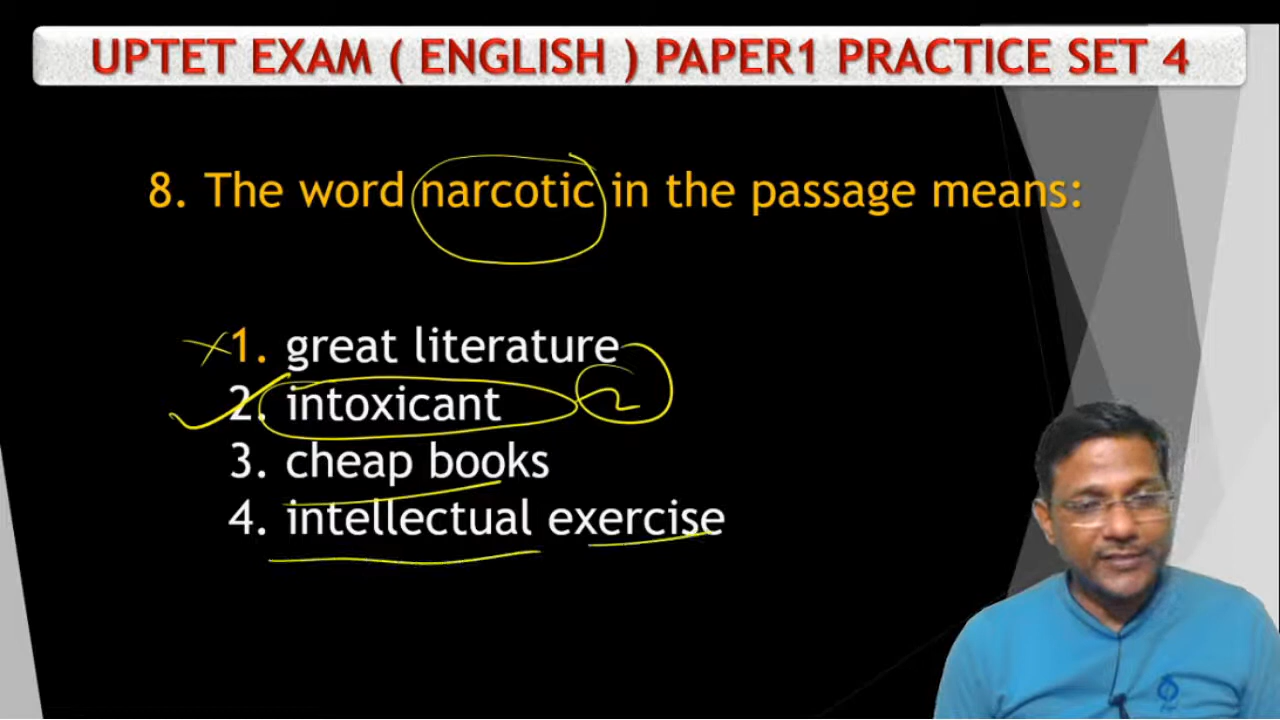 UPTET EXAM ( ENGLISH ) PAPER1 PRACTICE SET 4
8. The word narcotic in the passage means:
1. great literature
2. intoxicant
2
3. cheap books
4. intellectual exercise